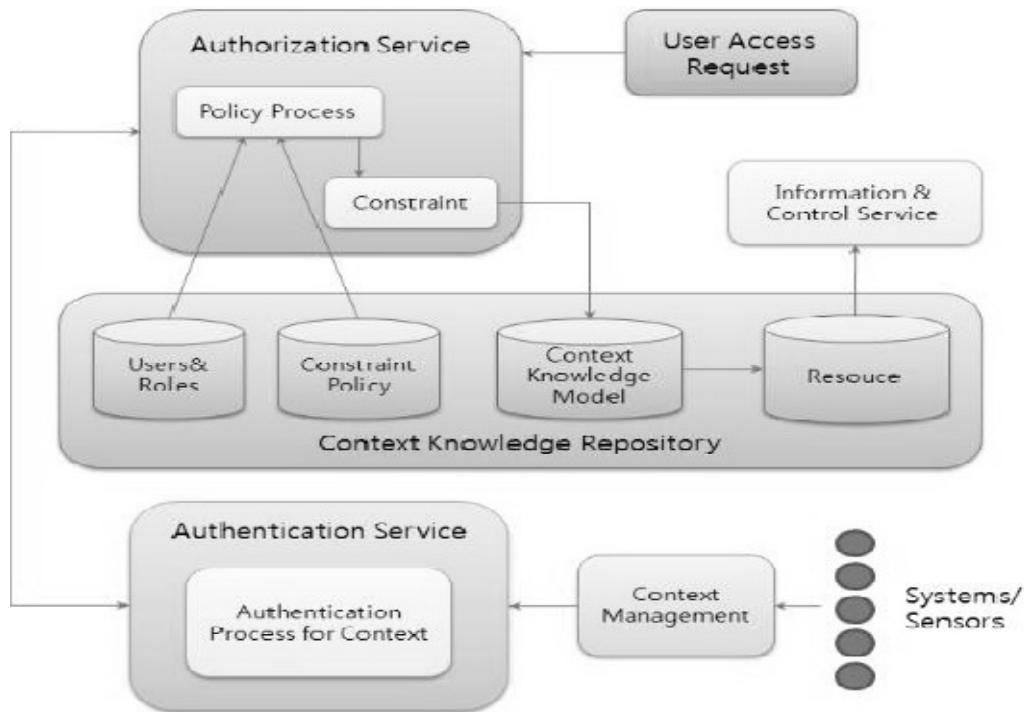 Authorization Service
User Access
Request
Policy Process
Constraint
Information &
Control Service
Users&
Roles
Constraint
Policy
Context
Knowledge
Model
Resouce
Context Knowledge Repository
Authentication Service
Authentication
Process for Context
Context
Management
Systems/
Sensors